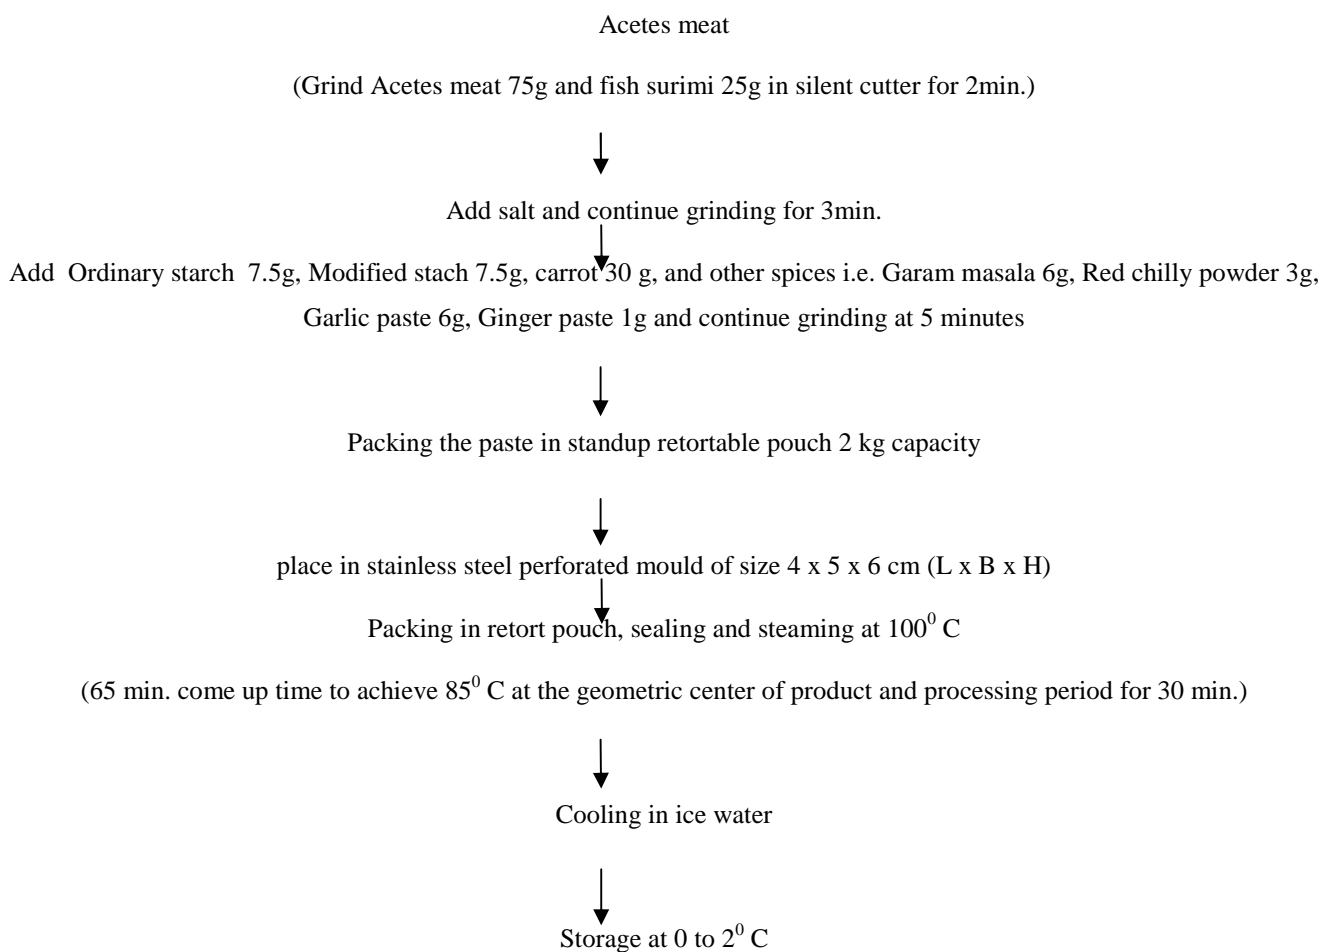 Acetes meat
(Grind Acetes meat 75g and fish surimi 25g in silent cutter for 2min.)
Add salt and continue grinding for 3min.
Add  Ordinary starch  7.5g, Modified stach 7.5g, carrot 30 g, and other spices i.e. Garam masala 6g, Red chilly powder 3g,
Garlic paste 6g, Ginger paste 1g and continue grinding at 5 minutes
Packing the paste in standup retortable pouch 2 kg capacity
place in stainless steel perforated mould of size 4 x 5 x 6 cm (L x B x H)
Packing in retort pouch, sealing and steaming at 100⁰ C
(65 min. come up time to achieve 85⁰ C at the geometric center of product and processing period for 30 min.)
Cooling in ice water
Storage at 0 to 2⁰ C